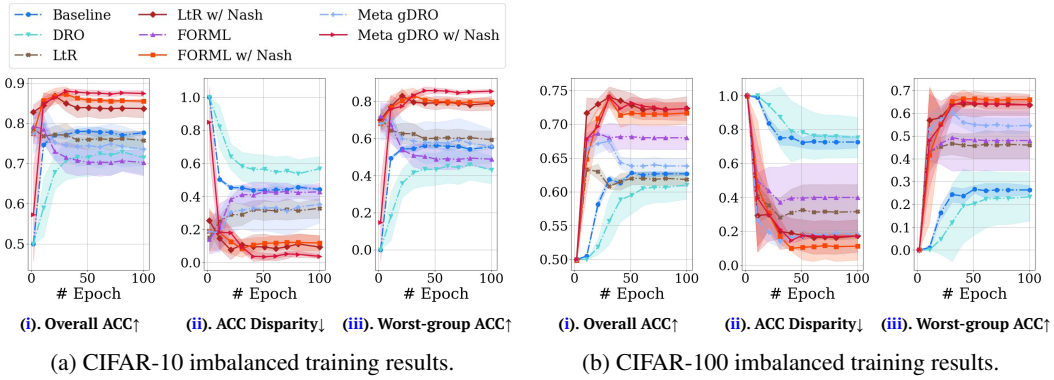 Baseline LtR w/ Nash Meta gDRO
DRO FORML Meta gDRO w/ Nash
LtR FORML w/ Nash
0.9
0.8
0.7
0.6
0.5
0 50 100
# Epoch
(i). Overall ACC↑
1.0
0.8
0.6
0.4
0.2
0.0
0 50 100
# Epoch
(ii). ACC Disparity↓
0.8
0.6
0.4
0.2
0.0
0 50 100
# Epoch
(iii). Worst-group ACC↑
0.75
0.70
0.65
0.60
0.55
0.50
0 50 100
# Epoch
(i). Overall ACC↑
1.0
0.8
0.6
0.4
0.2
0.0
0 50 100
# Epoch
(ii). ACC Disparity↓
0.7
0.6
0.5
0.4
0.3
0.2
0.1
0.0
0 50 100
# Epoch
(iii). Worst-group ACC↑
(a) CIFAR-10 imbalanced training results.
(b) CIFAR-100 imbalanced training results.